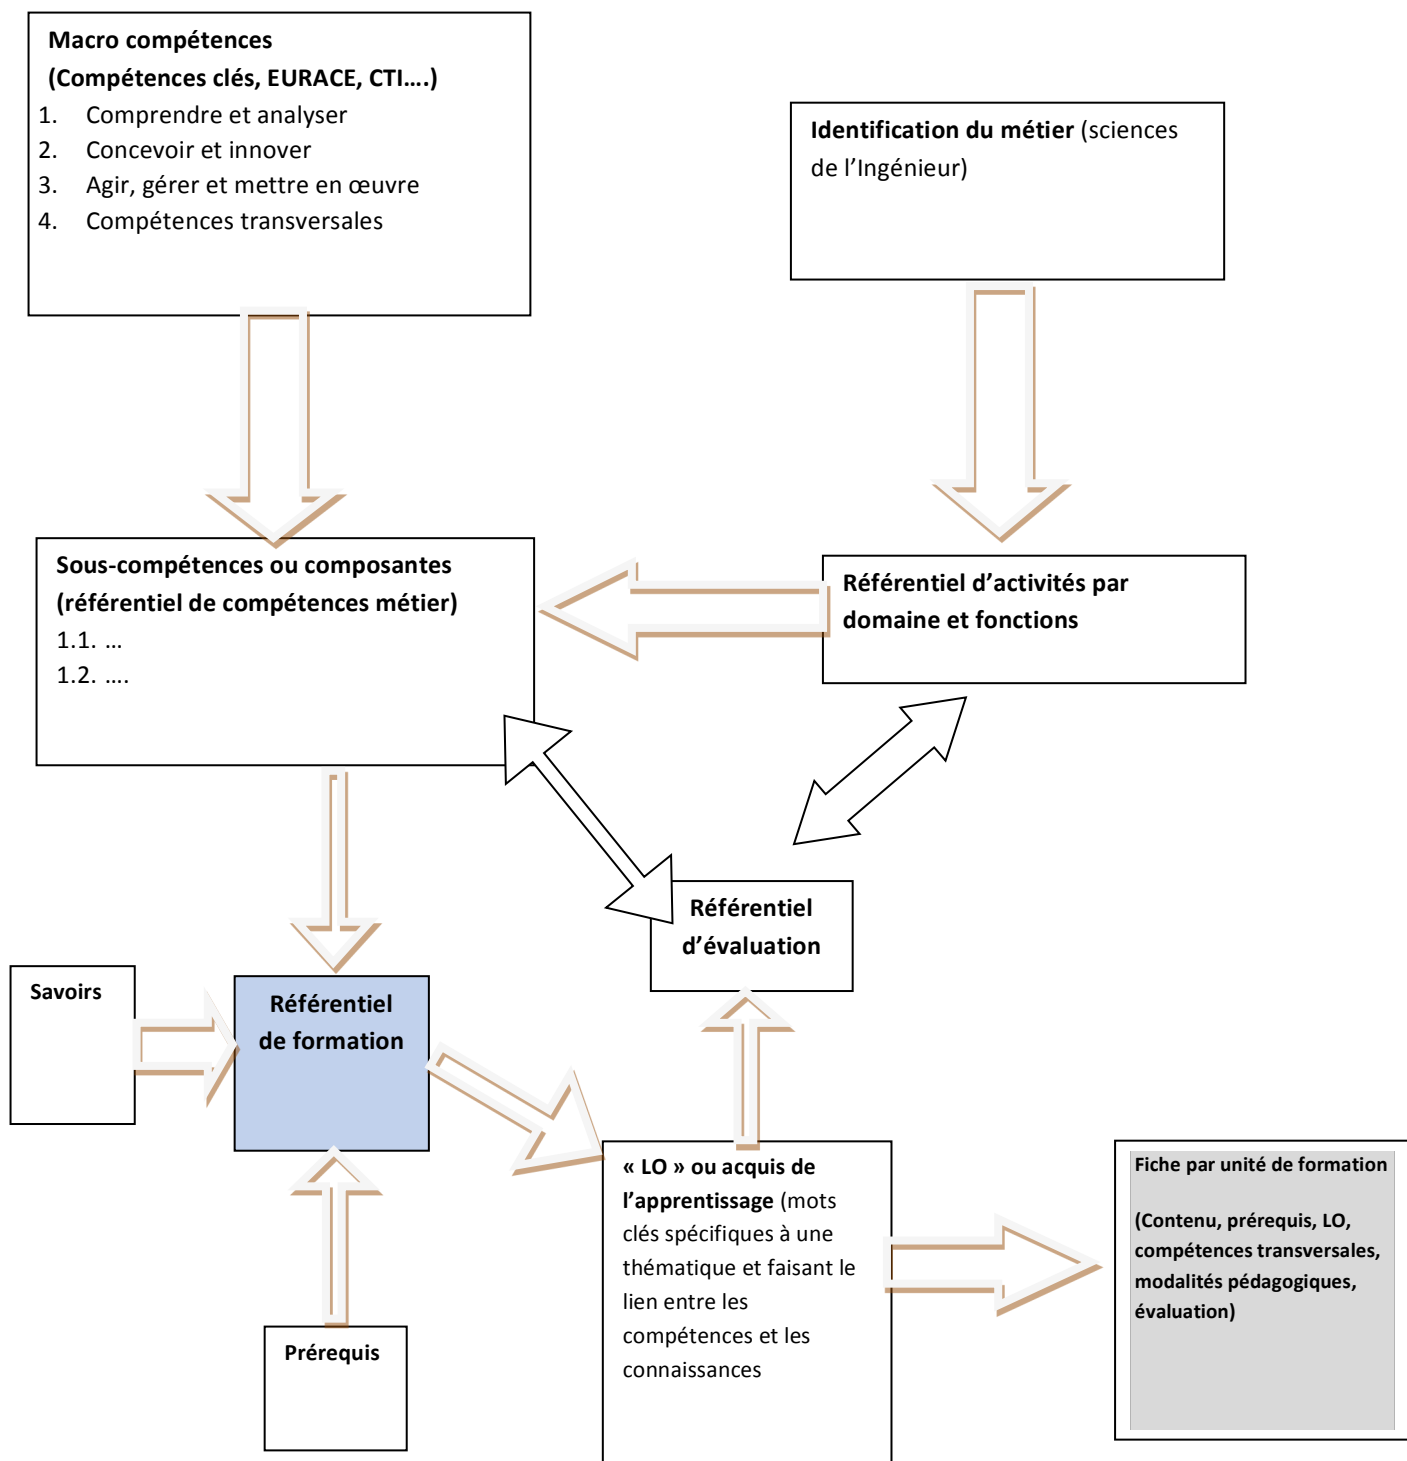 Macro compétences
(Compétences clés, EURACE, CTI….)
1. Comprendre et analyser
2. Concevoir et innover
3. Agir, gérer et mettre en œuvre
4. Compétences transversales
Identification du métier (sciences
de l’Ingénieur)
Sous-compétences ou composantes
(référentiel de compétences métier)
1.1. …
1.2. ….
Référentiel d’activités par
domaine et fonctions
Référentiel
d’évaluation
Savoirs
Référentiel
de formation
Prérequis
« LO » ou acquis de
l’apprentissage (mots
clés spécifiques à une
thématique et faisant le
lien entre les
compétences et les
connaissances
Fiche par unité de formation
(Contenu, prérequis, LO,
compétences transversales,
modalités pédagogiques,
évaluation)